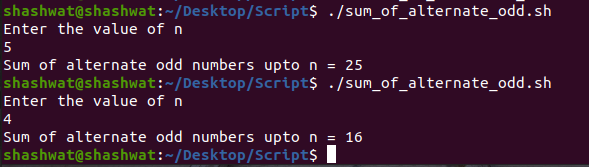 shashwat@shashwat:~/Desktop/Script$ ./sum_of_alternate_odd.sh
Enter the value of n
5
Sum of alternate odd numbers upto n = 25
shashwat@shashwat:~/Desktop/Script$ ./sum_of_alternate_odd.sh
Enter the value of n
4
Sum of alternate odd numbers upto n = 16
shashwat@shashwat:~/Desktop/Script$